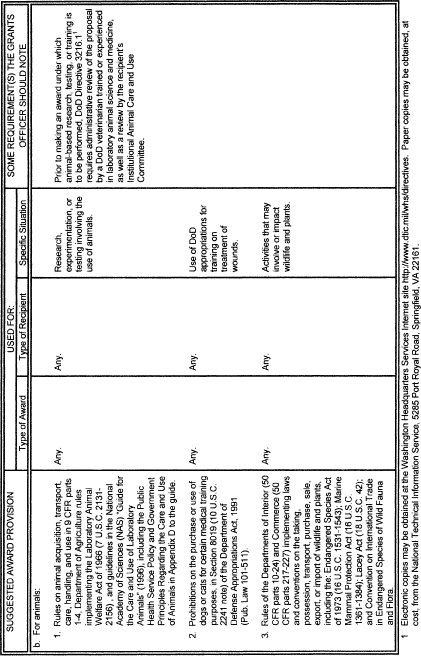 SUGGESTED AWARD PROVISION
USED FOR:
Type of Award
Type of Recipient
Specific Situation
SOME REQUIREMENT(S) THE GRANTS
OFFICER SHOULD NOTE
b. For animals:
1. Rules on animal acquisition, transport,
care, handling, and use in 9 CFR parts
1-4, Department of Agriculture rules
implementing Laboratory Animal
Welfare Act of 1966 (7 U.S.C. 2131-
2156), and guidelines in the National
Academy of Sciences (NAS) "Guide for
the Care and Use of Laboratory
Animals" (1996), including the Public
Health Service Policy and Government
Principles Regarding the Care and Use
of Animals in Appendix D to the guide.
Any.
Any.
Research,
experimentation, or
testing involving the
use of animals.
Prior to making an award under which
animal-based research, testing, or training is
to be performed, DoD Directive 3216.1¹
requires administrative review of the proposal
by a DoD veterinarian trained or experienced
in laboratory animal science and medicine,
as well as a review by the recipient's
Institutional Animal Care and Use
Committee.
2. Prohibitions on the purchase or use of
dogs or cats for certain medical training
purposes, in Section 8019 (10 U.S.C.
2241 note) of the Department of
Defense Appropriations Act, 1991
(Pub. Law 101-511).
Any.
Any.
Use of DoD
appropriations for
training on
treatment of
wounds.
3. Rules of the Departments of Interior (50
CFR parts 10-24) and Commerce (50
CFR parts 217-227) implementing laws
and conventions on the taking,
possession, transport, purchase, sale,
export, or import of wildlife and plants,
including the: Endangered Species Act
of 1973 (16 U.S.C. 1531-1543); Marine
Mammal Protection Act (16 U.S.C.
1361-1384); Lacey Act (18 U.S.C. 42);
and Convention on International Trade
in Endangered Species of Wild Fauna
and Flora.
Any.
Any.
Activities that may
involve or impact
wildlife and plants.
1 Electronic copies may be obtained at the Washington Headquarters Services Internet site http://www.dtic.mil/whs/directives. Paper copies may be obtained, at
cost, from the National Technical Information Service, 5285 Port Royal Road, Springfield, VA 22161.